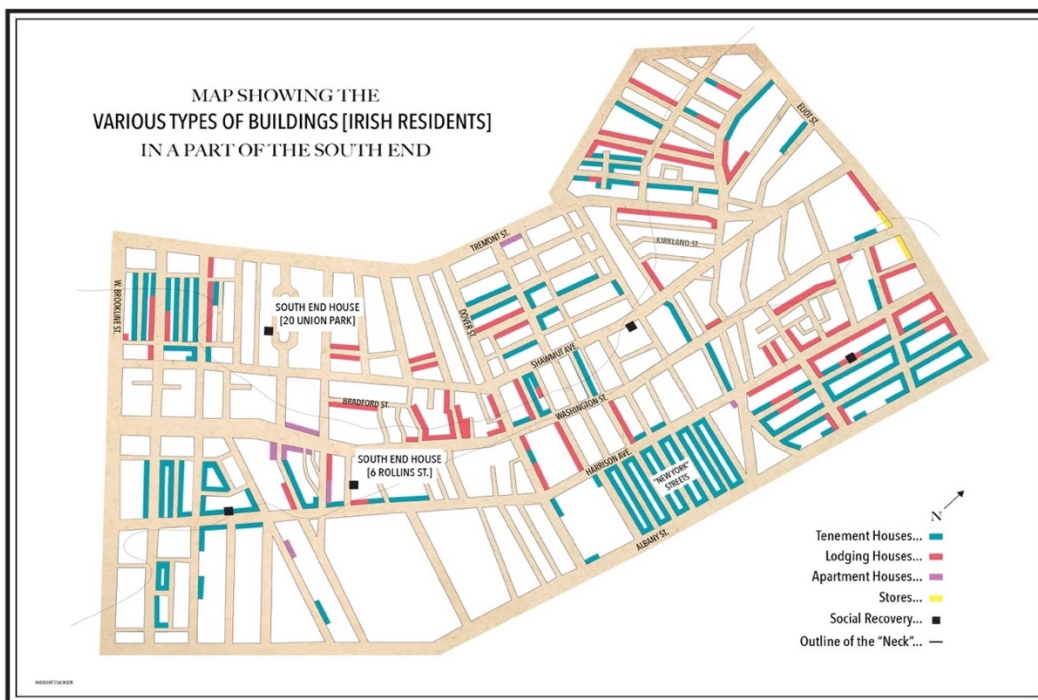 MAP SHOWING THE
VARIOUS TYPES OF BUILDINGS [IRISH RESIDENTS]
IN A PART OF THE SOUTH END
ELIOT ST.
TREMONT ST.
KIRKLAND ST.
W. BROOKLINE ST.
SOUTH END HOUSE
[20 UNION PARK]
DOVER ST.
SHAWMUT AVE.
BRADFORD ST.
WASHINGTON ST.
SOUTH END HOUSE
[6 ROLLINS ST.]
HARRISON AVE.
"NEW YORK"
STREETS
ALBANY ST.
N
Tenement Houses...
Lodging Houses...
Apartment Houses...
Stores...
Social Recovery...
Outline of the "Neck"...